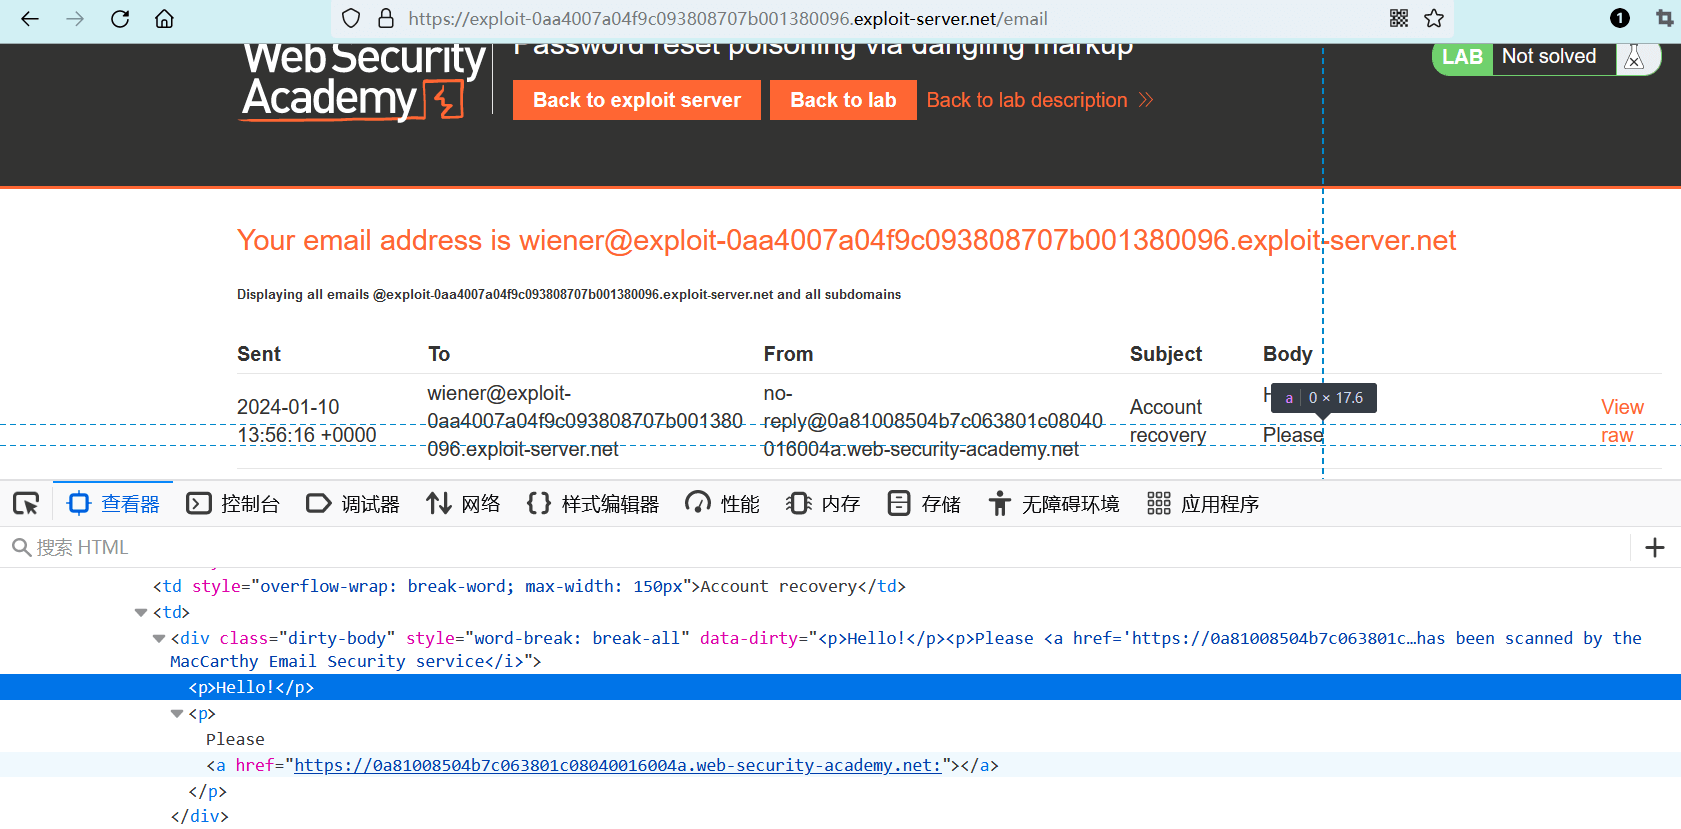 https://exploit-0aa4007a04f9c093808707b001380096.exploit-server.net/email
1
Web Security
Academy
Password reset poisoning via dangling markup
LAB Not solved
Back to exploit server
Back to lab
Back to lab description
Your email address is wiener@exploit-0aa4007a04f9c093808707b001380096.exploit-server.net
Displaying all emails @exploit-0aa4007a04f9c093808707b001380096.exploit-server.net and all subdomains
Sent To From Subject Body
2024-01-10
13:56:16 +0000
wiener@exploit-
0aa4007a04f9c093808707b001380
096.exploit-server.net
no-
reply@0a81008504b7c063801c08040
016004a.web-security-academy.net
Account
recovery
a 0 × 17.6
Please
View
raw
查看器 控制台 调试器 网络 样式编辑器 性能 内存 存储 无障碍环境 应用程序
搜索 HTML
<td style="overflow-wrap: break-word; max-width: 150px">Account recovery</td>
<td>
<div class="dirty-body" style="word-break: break-all" data-dirty="<p>Hello!</p><p>Please <a href='https://0a81008504b7c063801c…has been scanned by the
MacCarthy Email Security service</i>">
<p>Hello!</p>
<p>
Please
<a href="https://0a81008504b7c063801c08040016004a.web-security-academy.net:"></a>
</p>
</div>